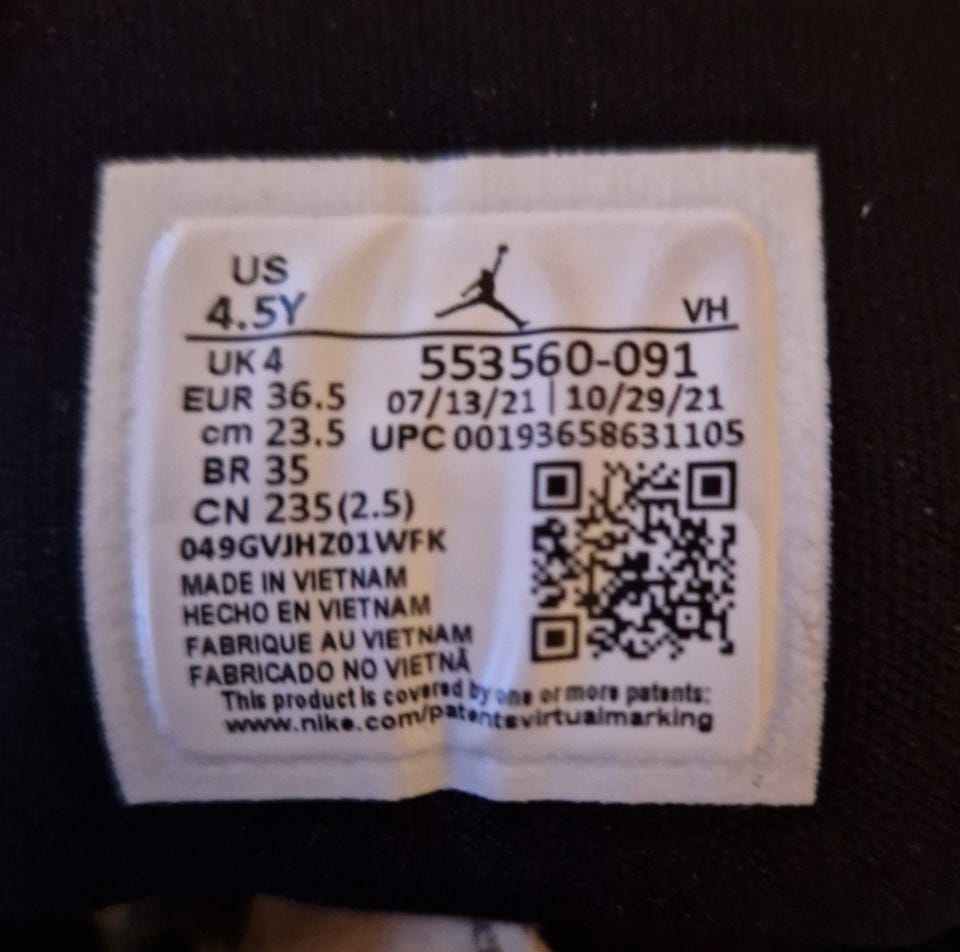 US
4.5Y
VH
UK 4
553560-091
EUR 36.5
07/13/21 | 10/29/21
cm 23.5
UPC 00193658631105
BR 35
CN 235(2.5)
049GVJHZ01WFK
MADE IN VIETNAM
HECHO EN VIETNAM
FABRIQUE AU VIETNAM
FABRICADO NO VIETNÃ
This product is covered by one or more patents:
www.nike.com/patentsvirtualmarking